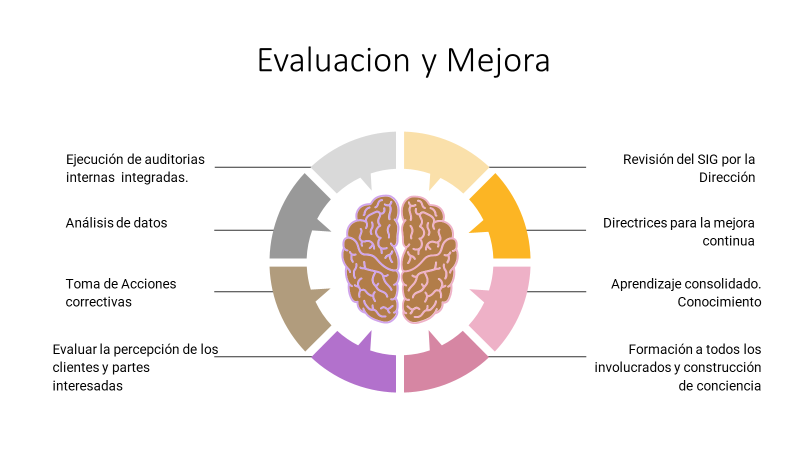 Evaluacion y Mejora
Ejecución de auditorias
internas integradas.
Análisis de datos
Toma de Acciones
correctivas
Evaluar la percepción de los
clientes y partes
interesadas
Revisión del SIG por la
Dirección
Directrices para la mejora
continua
Aprendizaje consolidado.
Conocimiento
Formación a todos los
involucrados y construcción
de conciencia